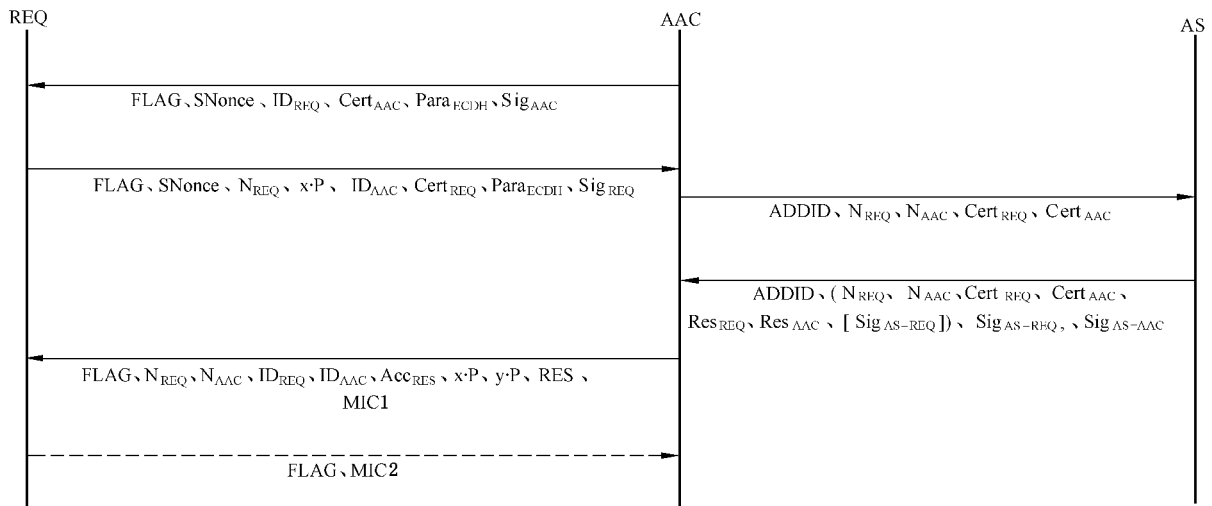 REQ
AAC
AS
FLAG、SNonce、ID_REQ、Cert_AAC、Para_ECDH、Sig_AAC
FLAG、SNonce、N_REQ、x·P、ID_AAC、Cert_REQ、Para_ECDH、Sig_REQ
ADDID、N_REQ、N_AAC、Cert_REQ、Cert_AAC
ADDID、(N_REQ、N_AAC、Cert_REQ、Cert_AAC、
Res_REQ、Res_AAC、[Sig_AS-REQ])、Sig_AS-REQ,、Sig_AS-AAC
FLAG、N_REQ、N_AAC、ID_REQ、ID_AAC、Acc_RES、x·P、y·P、RES、
MIC1
FLAG、MIC2